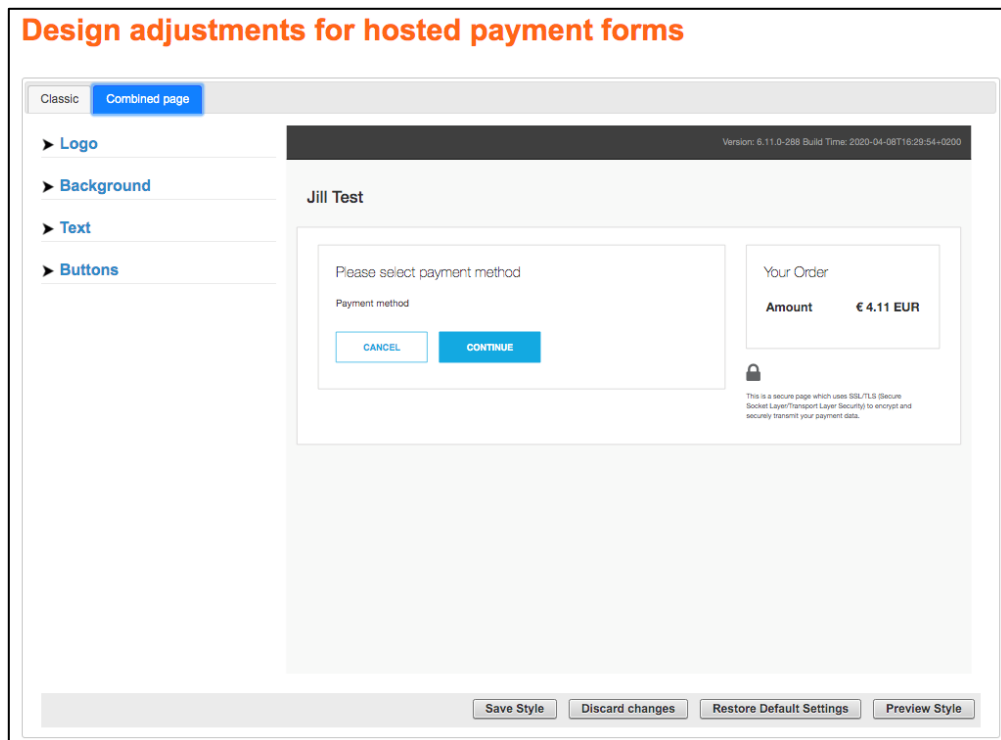 Design adjustments for hosted payment forms
Classic
Combined page
Logo
Background
Text
Buttons
Version: 6.11.0-288 Build Time: 2020-04-08T16:29:54+0200
Jill Test
Please select payment method
Payment method
CANCEL
CONTINUE
Your Order
Amount € 4.11 EUR
This is a secure page which uses SSL/TLS (Secure
Socket Layer/Transport Layer Security) to encrypt and
securely transmit your payment data.
Save Style
Discard changes
Restore Default Settings
Preview Style